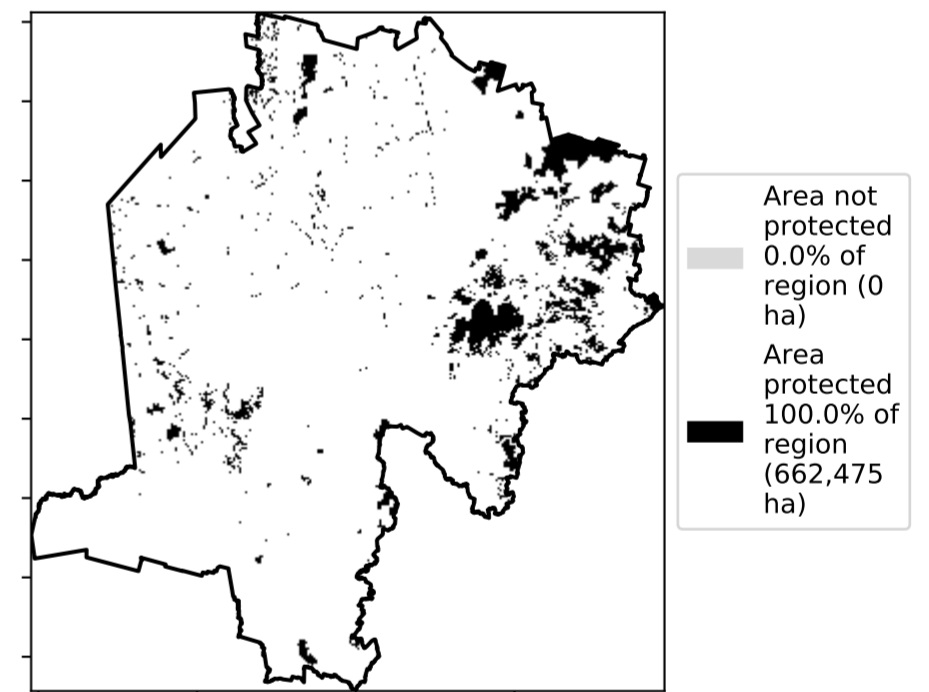 Area not
protected
0.0% of
region (0
ha)
Area
protected
100.0% of
region
(662,475
ha)